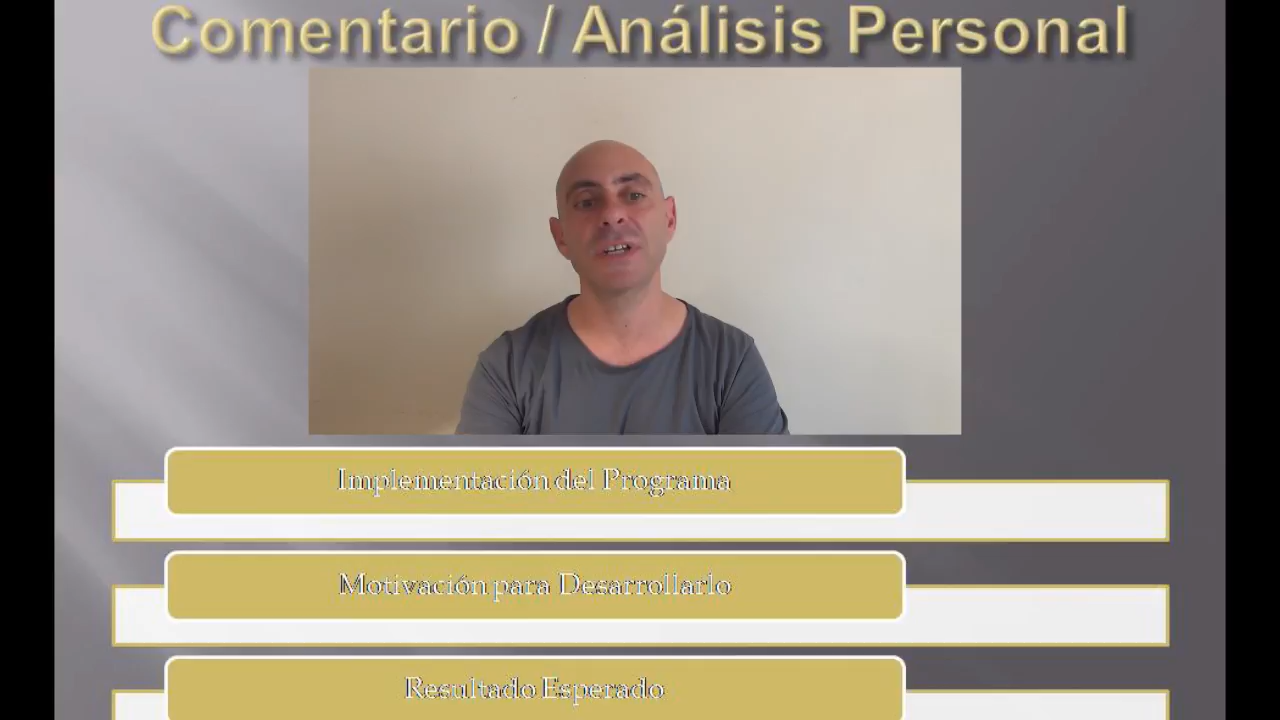 Comentario / Análisis Personal
Implementación del Programa
Motivación para Desarrollarlo
Resultado Esperado